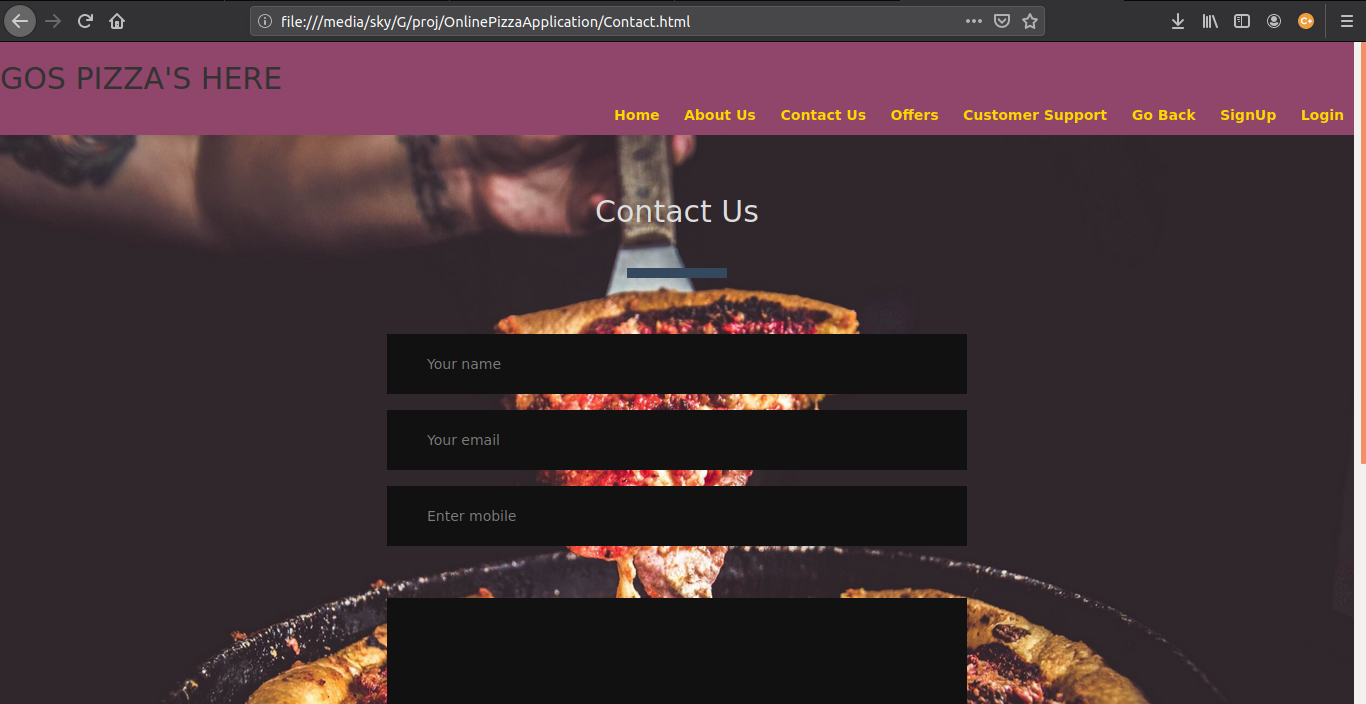 file:///media/sky/G/proj/OnlinePizzaApplication/Contact.html
C+
GOS PIZZA'S HERE
Home About Us Contact Us Offers Customer Support Go Back SignUp Login
Contact Us
Your name
Your email
Enter mobile